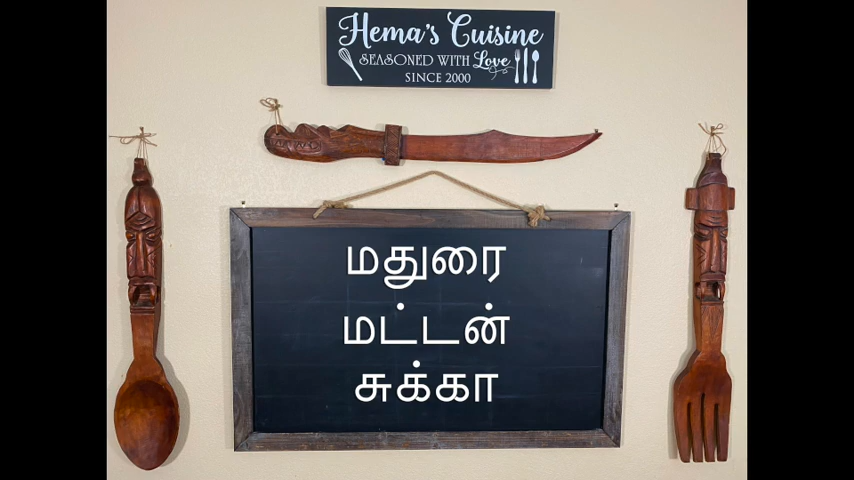 Hema's Cuisine
SEASONED WITH Love
SINCE 2000
மதுரை
மட்டன்
சுக்கா